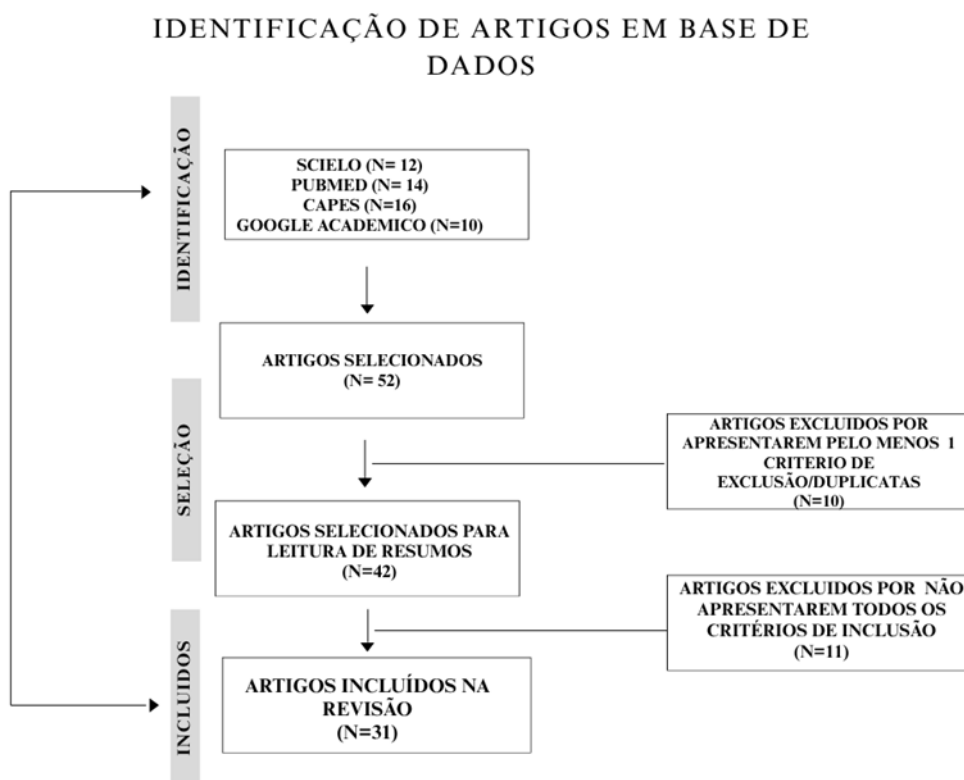 IDENTIFICAÇÃO DE ARTIGOS EM BASE DE
DADOS
IDENTIFICAÇÃO
SCIELO (N= 12)
PUBMED (N= 14)
CAPES (N=16)
GOOGLE ACADEMICO (N=10)
ARTIGOS SELECIONADOS
(N= 52)
SELEÇÃO
ARTIGOS EXCLUIDOS POR
APRESENTAREM PELO MENOS 1
CRITERIO DE
EXCLUSÃO/DUPLICATAS
(N=10)
ARTIGOS SELECIONADOS PARA
LEITURA DE RESUMOS
(N=42)
ARTIGOS EXCLUIDOS POR NÃO
APRESENTAREM TODOS OS
CRITÉRIOS DE INCLUSÃO
(N=11)
INCLUIDOS
ARTIGOS INCLUÍDOS NA
REVISÃO
(N=31)